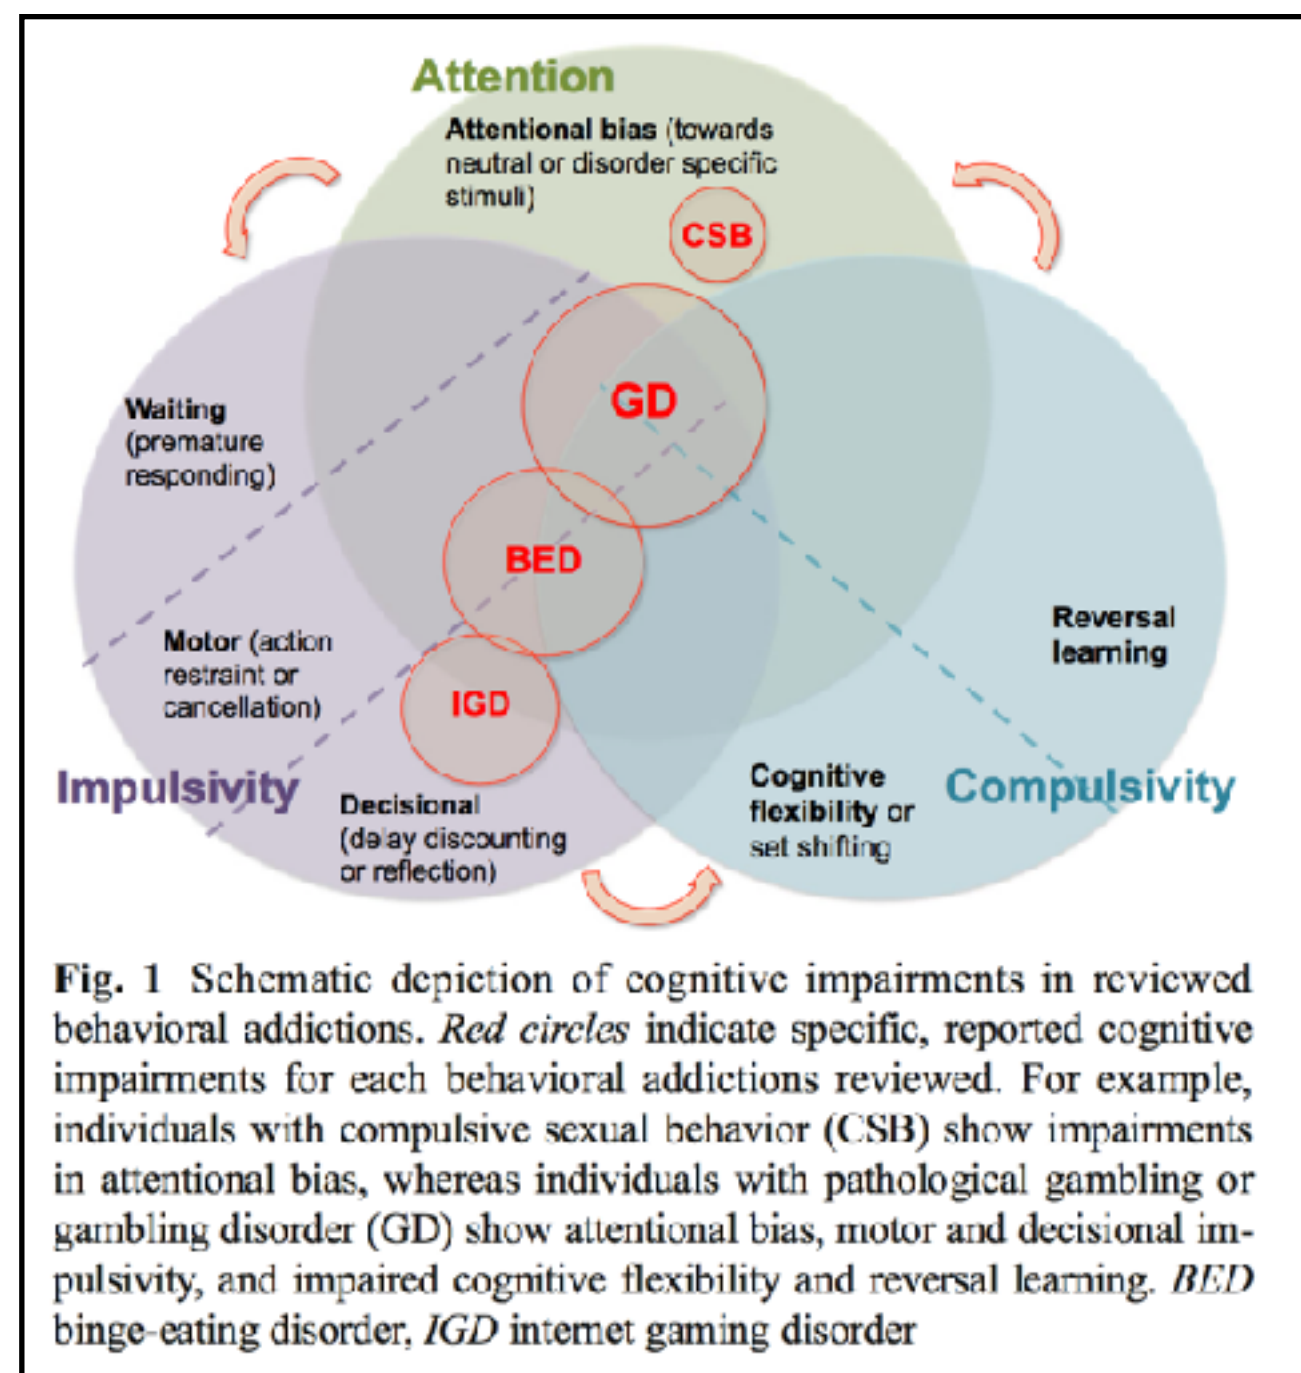 Attention
Attentional bias (towards
neutral or disorder specific
stimuli)
CSB
GD
Waiting
(premature
responding)
BED
Motor (action
restraint or
cancellation)
IGD
Reversal
learning
Impulsivity
Decisional
(delay discounting
or reflection)
Cognitive
flexibility or
set shifting
Compulsivity
Fig. 1 Schematic depiction of cognitive impairments in reviewed
behavioral addictions. Red circles indicate specific, reported cognitive
impairments for each behavioral addictions reviewed. For example,
individuals with compulsive sexual behavior (CSB) show impairments
in attentional bias, whereas individuals with pathological gambling or
gambling disorder (GD) show attentional bias, motor and decisional im-
pulsivity, and impaired cognitive flexibility and reversal learning. BED
binge-eating disorder, IGD internet gaming disorder